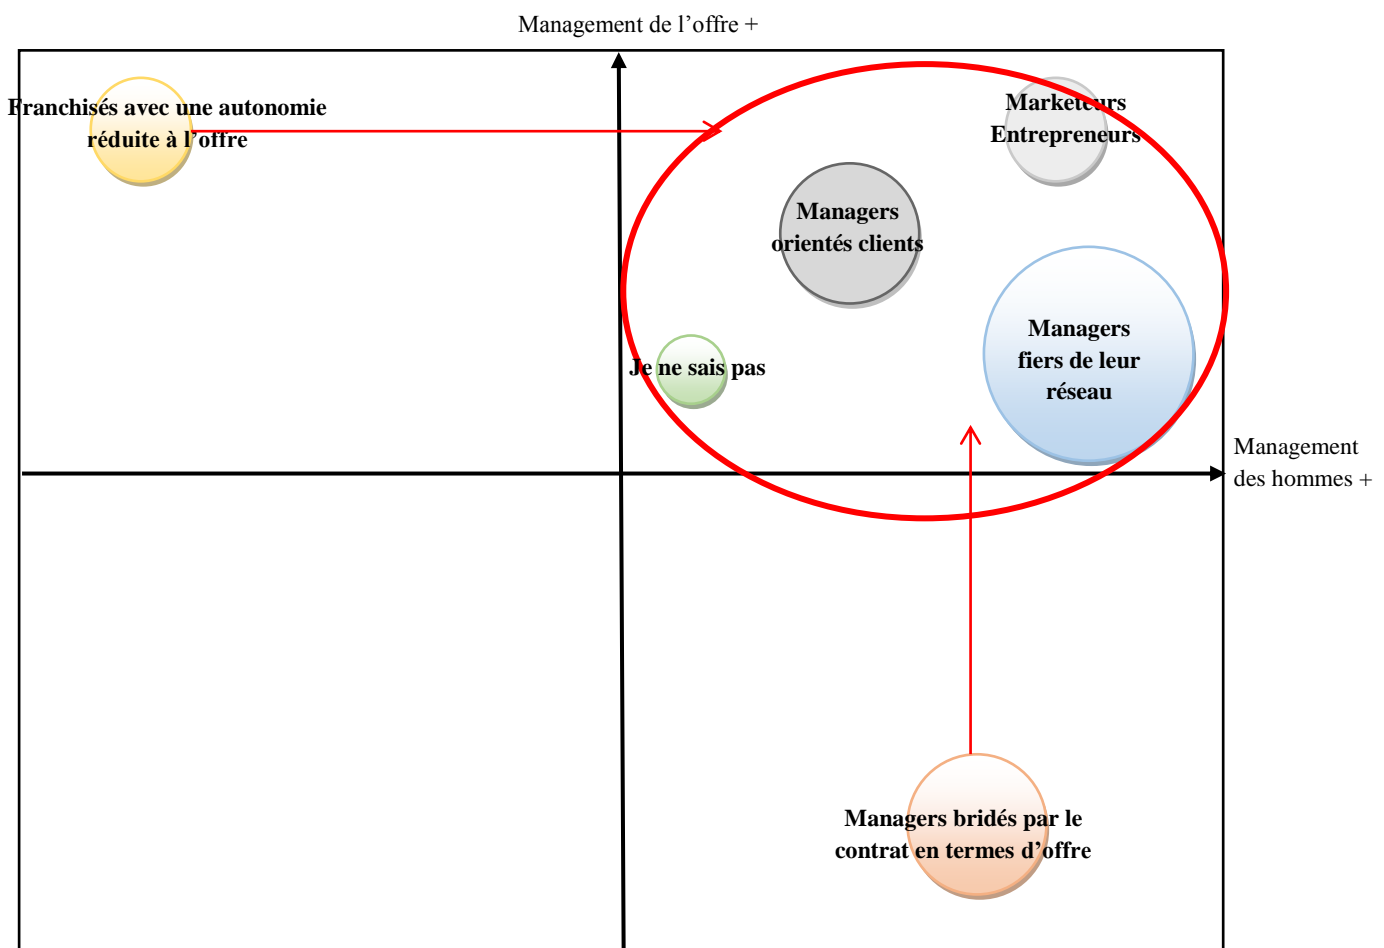 Management de l’offre +
Franchisés avec une autonomie
réduite à l’offre
Marketeurs
Entrepreneurs
Managers
orientés clients
Managers
fiers de leur
réseau
Je ne sais pas
Management
des hommes +
Managers bridés par le
contrat en termes d’offre